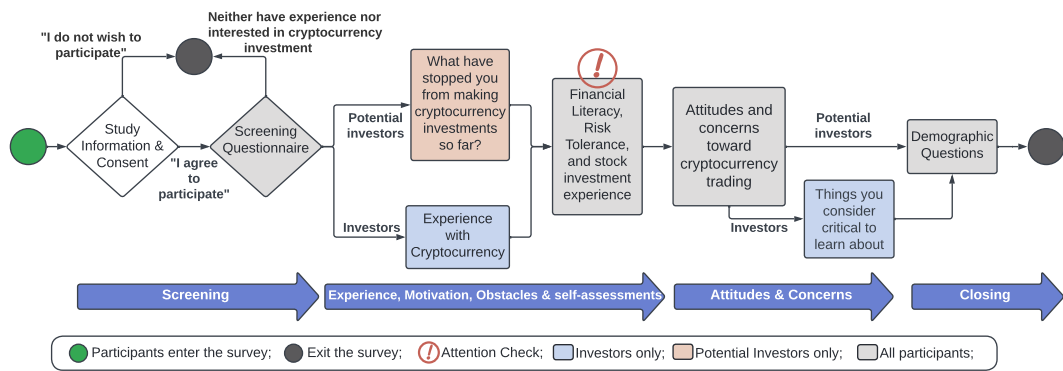 "I do not wish to
participate"
Neither have experience nor
interested in cryptocurrency
investment
Study
Information &
Consent
"I agree
to
participate"
Screening
Questionnaire
Potential
investors
What have
stopped you
from making
cryptocurrency
investments
so far?
Investors
Experience
with
Cryptocurrency
Financial
Literacy,
Risk
Tolerance,
and stock
investment
experience
Attitudes and
concerns
toward
cryptocurrency
trading
Potential
investors
Investors
Things you
consider
critical to
learn about
Demographic
Questions
Screening
Experience, Motivation, Obstacles & self-assessments
Attitudes & Concerns
Closing
Participants enter the survey; Exit the survey; Attention Check; Investors only; Potential Investors only; All participants;